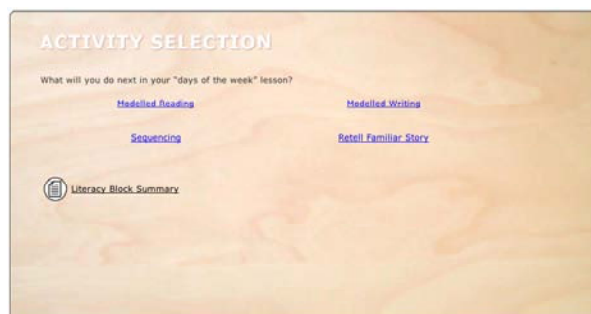 ACTIVITY SELECTION
What will you do next in your "days of the week" lesson?
Modelled Reading
Modelled Writing
Sequencing
Retell Familiar Story
Literacy Block Summary